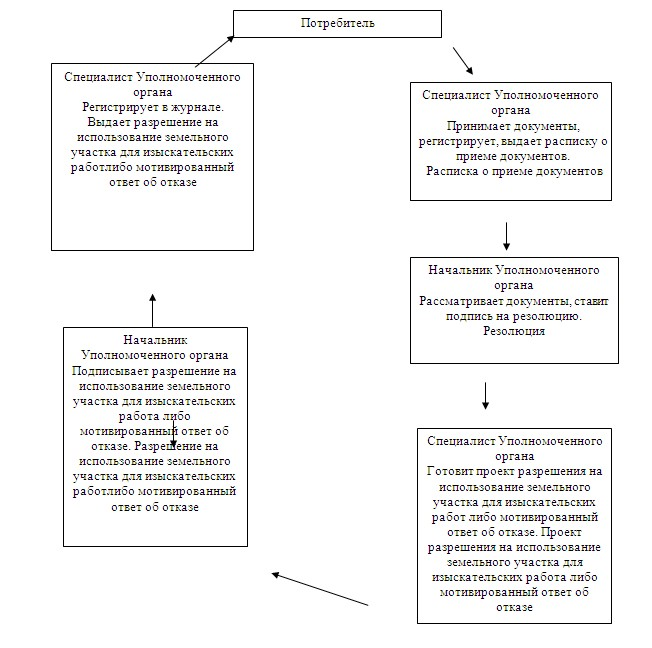 Потребитель
Специалист Уполномоченного
органа
Принимает документы,
регистрирует, выдает расписку о
приеме документов.
Расписка о приеме документов
Начальник Уполномоченного
органа
Рассматривает документы, ставит
подпись на резолюцию.
Резолюция
Специалист Уполномоченного
органа
Готовит проект разрешения на
использование земельного
участка для изыскательских
работ либо мотивированный
ответ об отказе. Проект
разрешения на использование
земельного участка для
изыскательских работа либо
мотивированный ответ об
отказе
Начальник
Уполномоченного органа
Подписывает разрешение на
использование земельного
участка для изыскательских
работа либо
мотивированный ответ об
отказе. Разрешение на
использование земельного
участка для изыскательских
работлибо мотивированный
ответ об отказе
Специалист Уполномоченного
органа
Регистрирует в журнале.
Выдает разрешение на
использование земельного
участка для изыскательских
работлибо мотивированный
ответ об отказе